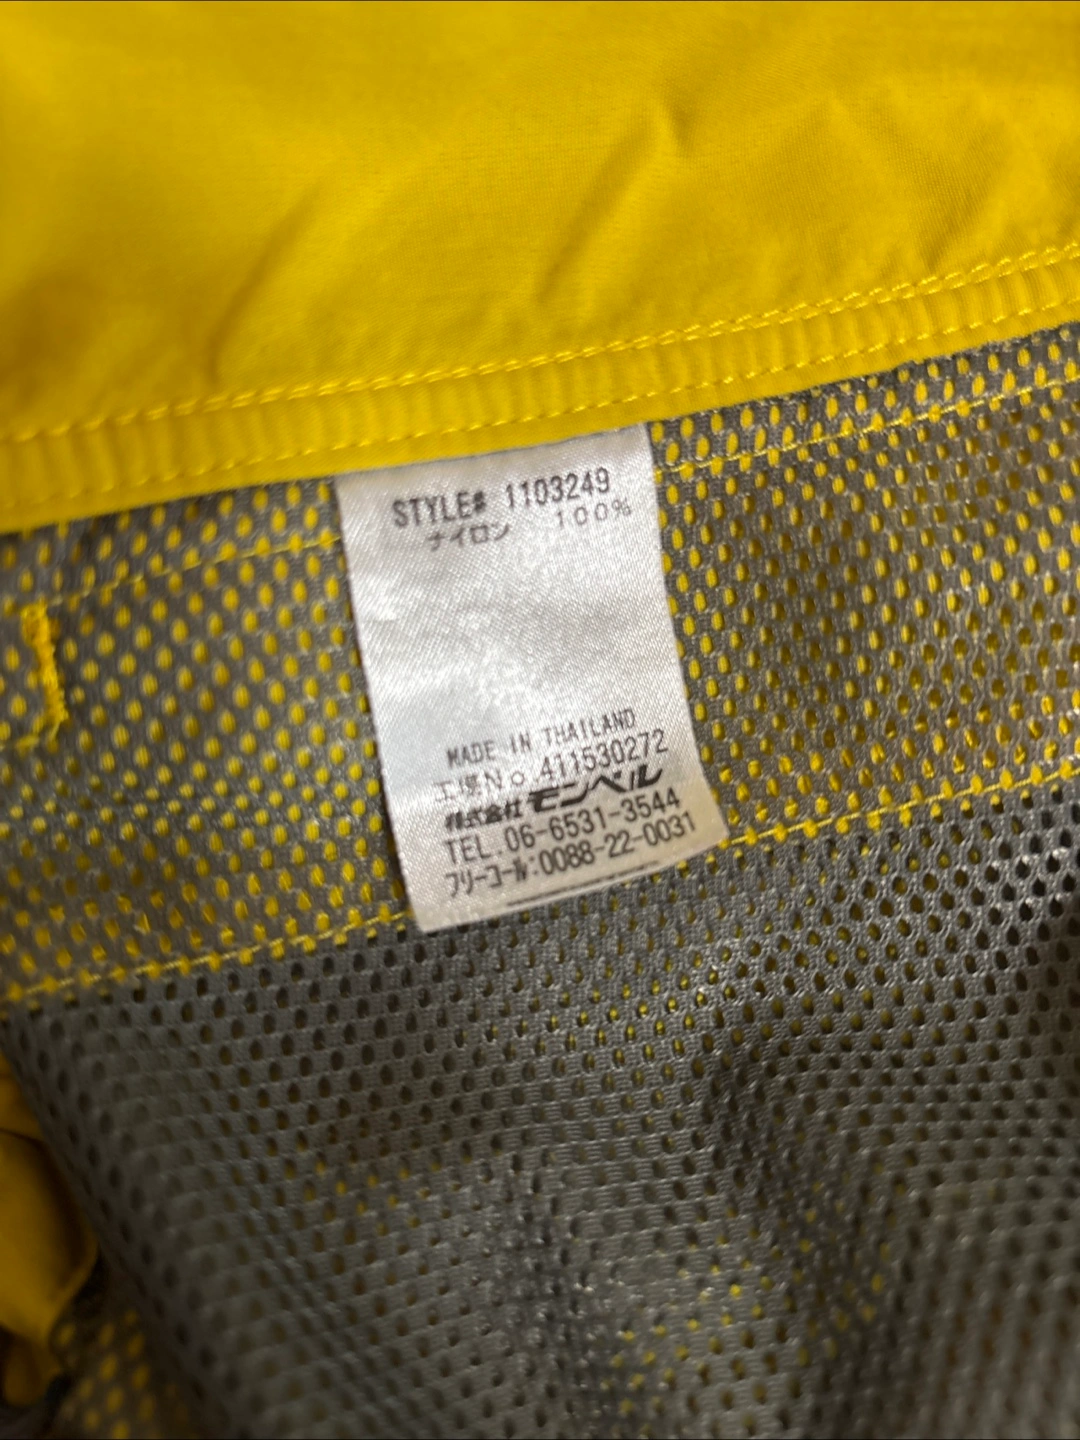 STYLE# 1103249
ナイロン 100%
MADE IN THAILAND
工場No.411530272
株式会社モンベル
TEL.06-6531-3544
フリーコール:0088-22-0031